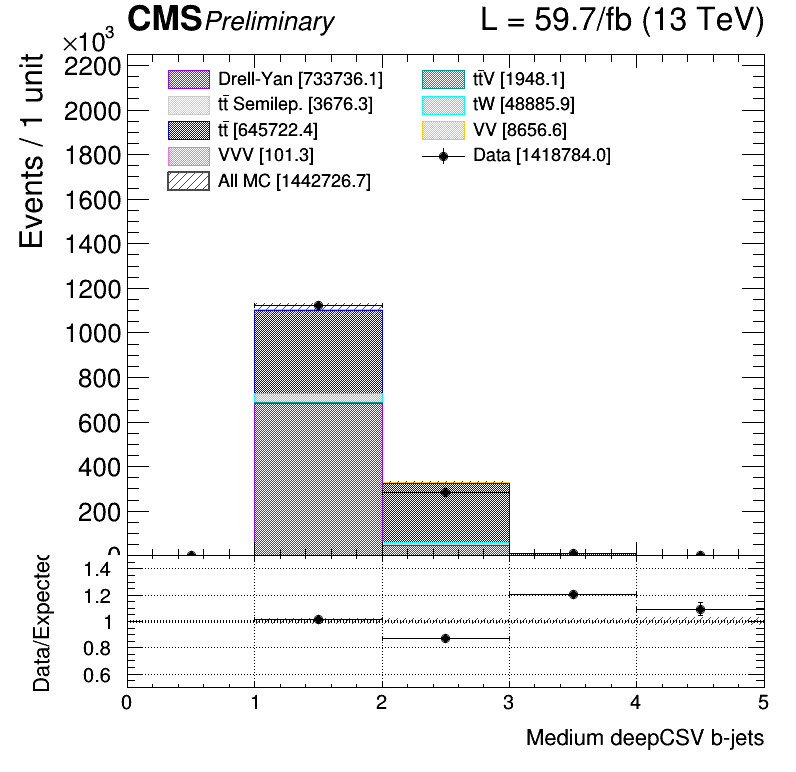 CMS Preliminary L = 59.7/fb (13 TeV)
×10³
Events / 1 unit
2200
2000
1800
1600
1400
1200
1000
800
600
400
200
0
Drell-Yan [733736.1]
tt̄ Semilep. [3676.3]
tt̄ [645722.4]
VVV [101.3]
All MC [1442726.7]
tt̄V [1948.1]
tW [48885.9]
VV [8656.6]
Data [1418784.0]
Data/Expected
1.4
1.2
1
0.8
0.6
0 1 2 3 4 5
Medium deepCSV b-jets